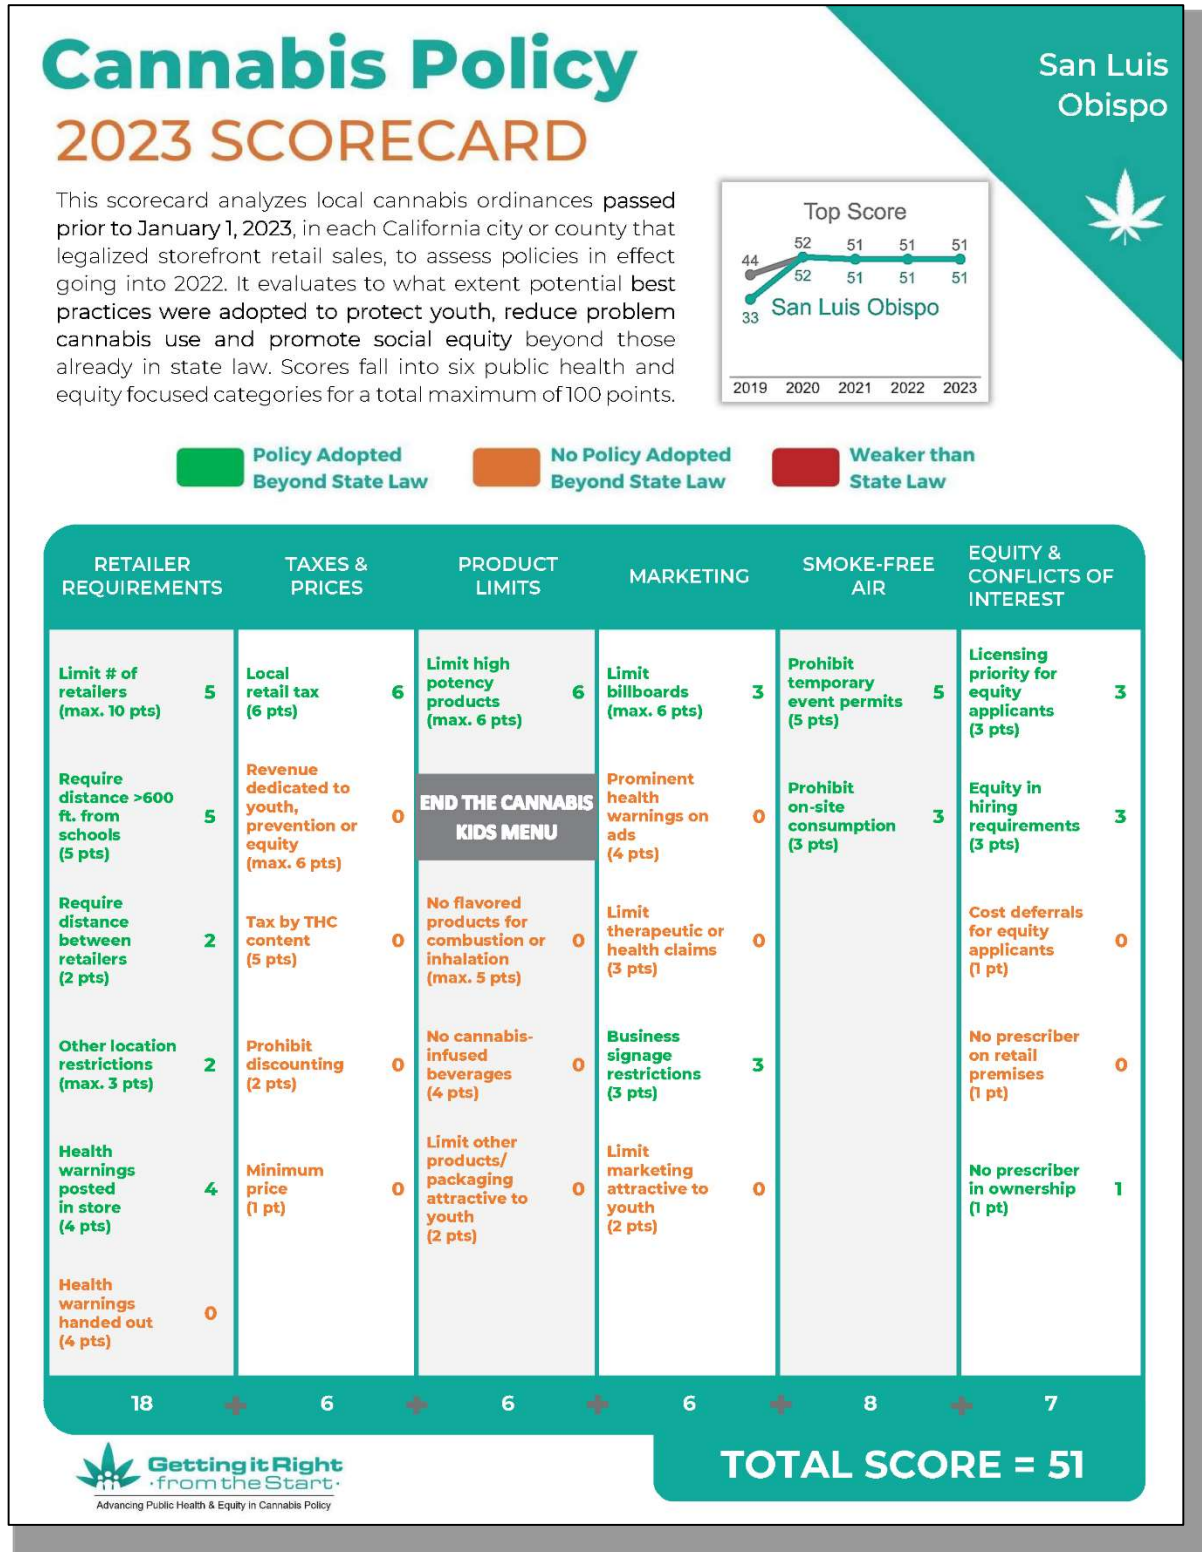 Cannabis Policy
2023 SCORECARD
San Luis
Obispo
This scorecard analyzes local cannabis ordinances passed
prior to January 1, 2023, in each California city or county that
legalized storefront retail sales, to assess policies in effect
going into 2022. It evaluates to what extent potential best
practices were adopted to protect youth, reduce problem
cannabis use and promote social equity beyond those
already in state law. Scores fall into six public health and
equity focused categories for a total maximum of 100 points.
Top Score
44 52 51 51 51
33 52 51 51 51
San Luis Obispo
2019 2020 2021 2022 2023
Policy Adopted
Beyond State Law
No Policy Adopted
Beyond State Law
Weaker than
State Law
RETAILER
REQUIREMENTS
TAXES &
PRICES
PRODUCT
LIMITS
MARKETING
SMOKE-FREE
AIR
EQUITY &
CONFLICTS OF
INTEREST
Limit # of
retailers 5
(max. 10 pts)
Require
distance >600
ft. from 5
schools
(5 pts)
Require
distance
between 2
retailers
(2 pts)
Other location
restrictions 2
(max. 3 pts)
Health
warnings
posted 4
in store
(4 pts)
Health
warnings 0
handed out
(4 pts)
Local
retail tax 6
(6 pts)
Revenue
dedicated to
youth, 0
prevention or
equity
(max. 6 pts)
Tax by THC
content 0
(5 pts)
Prohibit
discounting 0
(2 pts)
Minimum
price 0
(1 pt)
Limit high
potency 6
products
(max. 6 pts)
END THE CANNABIS
KIDS MENU
No flavored
products for
combustion or 0
inhalation
(max. 5 pts)
No cannabis-
infused 0
beverages
(4 pts)
Limit other
products/
packaging 0
attractive to
youth
(2 pts)
Limit
billboards 3
(max. 6 pts)
Prominent
health
warnings on 0
ads
(4 pts)
Limit
therapeutic or 0
health claims
(3 pts)
Business
signage 3
restrictions
(3 pts)
Limit
marketing
attractive to 0
youth
(2 pts)
Prohibit
temporary 5
event permits
(5 pts)
Prohibit
on-site 3
consumption
(3 pts)
Licensing
priority for
equity 3
applicants
(3 pts)
Equity in
hiring 3
requirements
(3 pts)
Cost deferrals
for equity 0
applicants
(1 pt)
No prescriber
on retail 0
premises
(1 pt)
No prescriber
in ownership 1
(1 pt)
18 + 6 + 6 + 6 + 8 + 7
TOTAL SCORE = 51
Getting it Right
·from the Start·
Advancing Public Health & Equity in Cannabis Policy